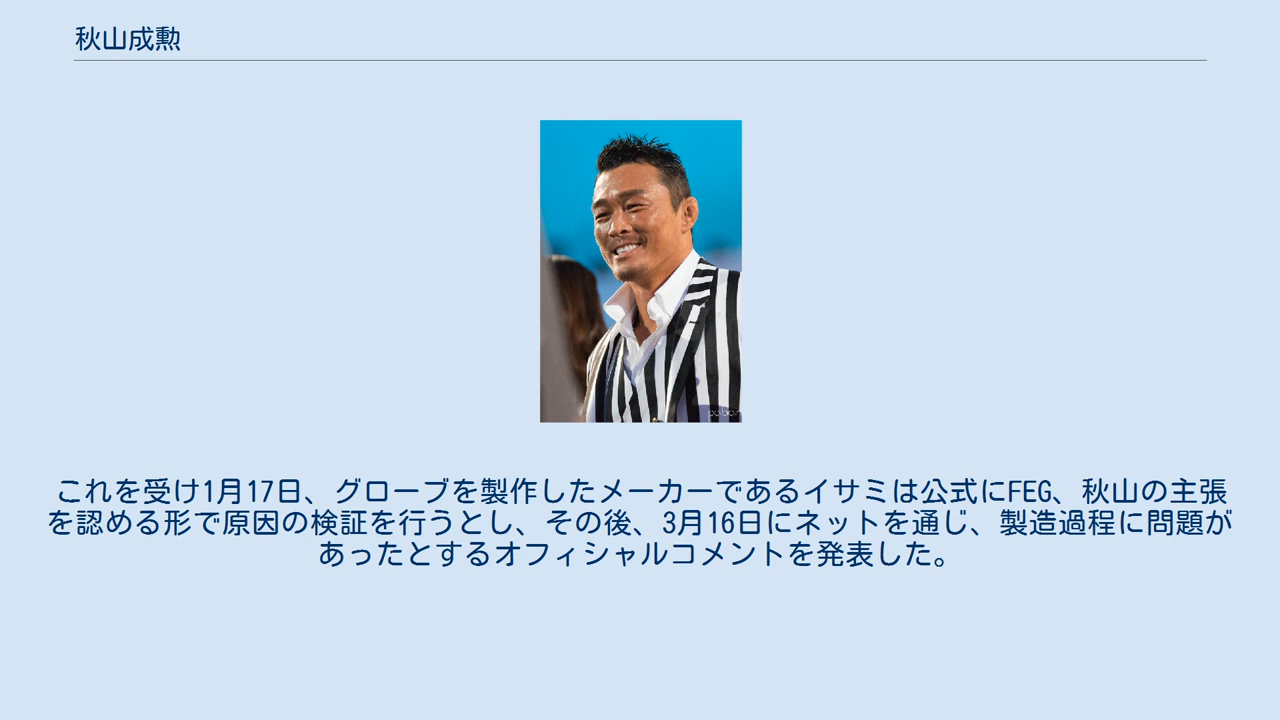 秋山成勲
これを受け1月17日、グローブを製作したメーカーであるイサミは公式にFEG、秋山の主張
を認める形で原因の検証を行うとし、その後、3月16日にネットを通じ、製造過程に問題が
あったとするオフィシャルコメントを発表した。